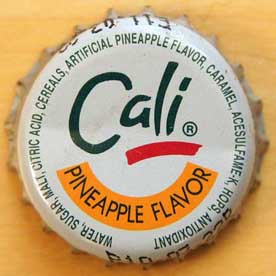 WATER, SUGAR, MALT, CITRIC ACID, CEREALS, ARTIFICIAL PINEAPPLE FLAVOR, CARAMEL, ACESULFAME-K, HOPS, ANTIOXIDANT
Cali®
PINEAPPLE FLAVOR